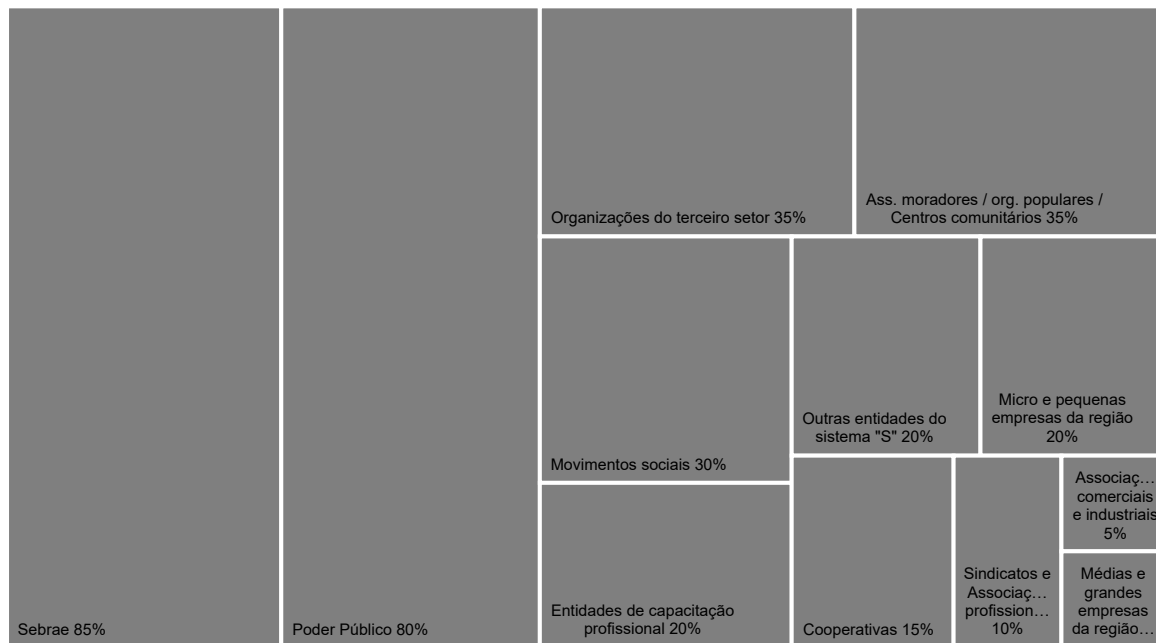 Sebrae 85%
Poder Público 80%
Organizações do terceiro setor 35%
Ass. moradores / org. populares /
Centros comunitários 35%
Movimentos sociais 30%
Entidades de capacitação
profissional 20%
Outras entidades do
sistema "S" 20%
Micro e pequenas
empresas da região
20%
Cooperativas 15%
Sindicatos e
Associaç…
profission…
10%
Associaç…
comerciais
e industriais
5%
Médias e
grandes
empresas
da região…